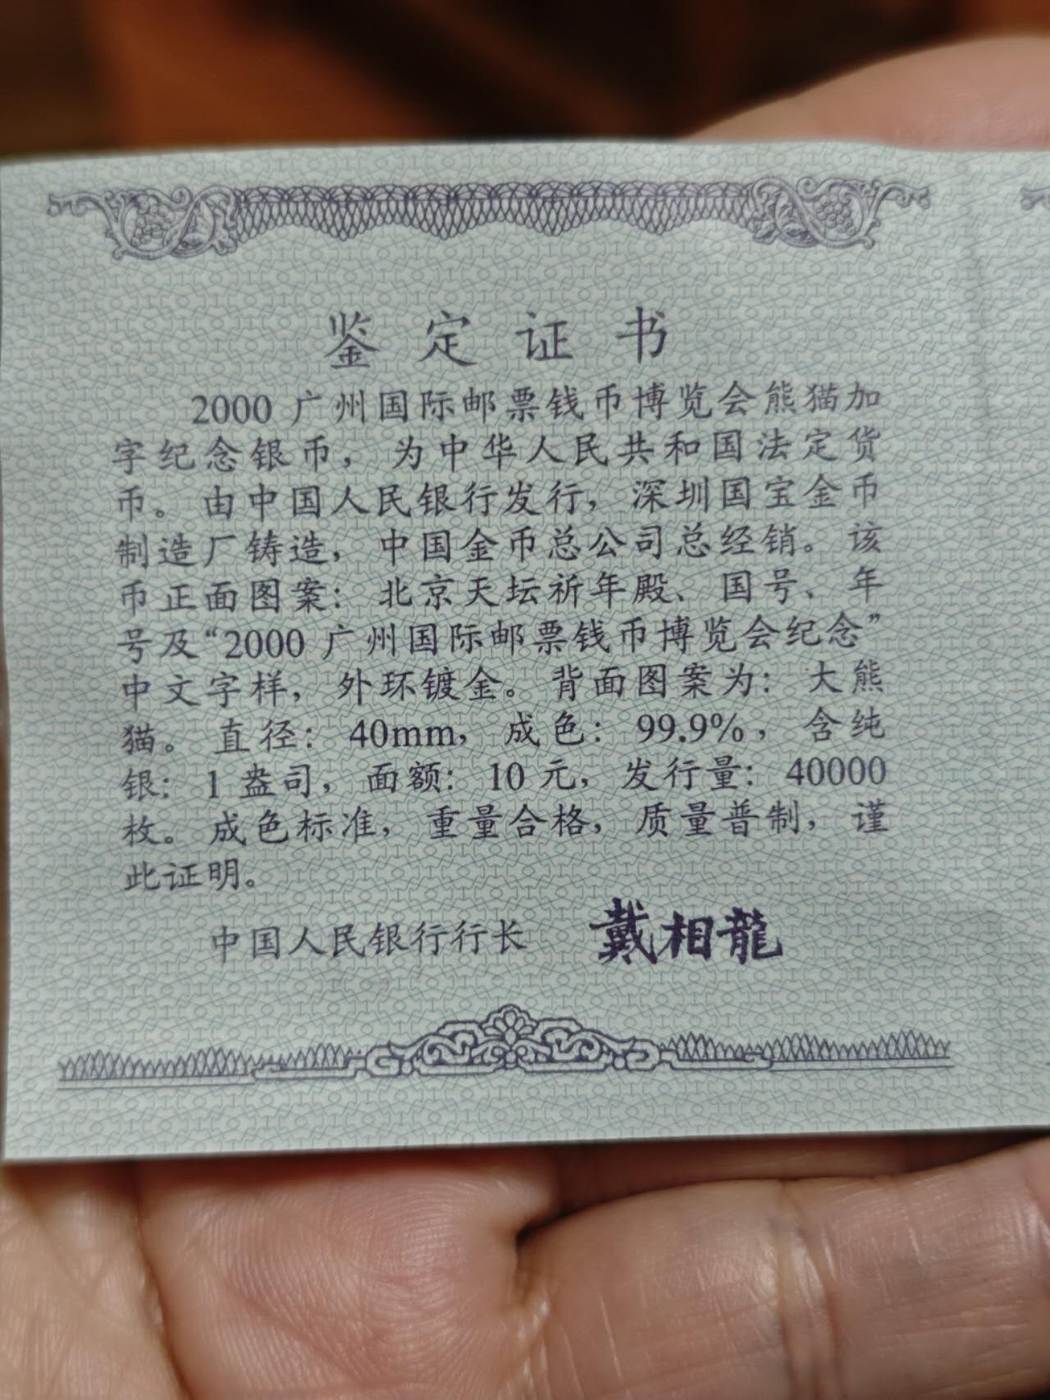 鉴定证书
2000 广州国际邮票钱币博览会熊猫加
字纪念银币，为中华人民共和国法定货
币。由中国人民银行发行，深圳国宝金币
制造厂铸造，中国金币总公司总经销。该
币正面图案：北京天坛祈年殿、国号、年
号及“2000 广州国际邮票钱币博览会纪念”
中文字样，外环镀金。背面图案为：大熊
猫。直径：40mm，成色：99.9%，含纯
银：1 盎司，面额：10 元，发行量：40000
枚。成色标准，重量合格，质量普制，谨
此证明。
中国人民银行行长 戴相龍